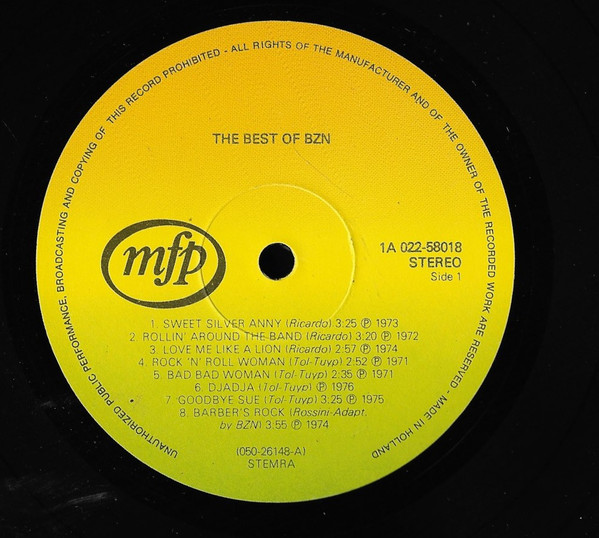 UNAUTHORIZED PUBLIC PERFORMANCE, BROADCASTING AND COPYING OF THIS RECORD PROHIBITED - ALL RIGHTS OF THE MANUFACTURER AND OF THE OWNER OF THE RECORDED WORK ARE RESERVED - MADE IN HOLLAND
THE BEST OF BZN
mfp
1A 022-58018
STEREO
Side 1
1. SWEET SILVER ANNY (Ricardo) 3:25 ℗ 1973
2. ROLLIN' AROUND THE BAND (Ricardo) 3:20 ℗ 1972
3. LOVE ME LIKE A LION (Ricardo) 2:57 ℗ 1974
4. ROCK 'N' ROLL WOMAN (Tol-Tuyp) 2:52 ℗ 1971
5. BAD BAD WOMAN (Tol-Tuyp) 2:35 ℗ 1971
6. DJADJA (Tol-Tuyp) ℗ 1976
7. GOODBYE SUE (Tol-Tuyp) 3:25 ℗ 1975
8. BARBER'S ROCK (Rossini-Adapt.
by BZN) 3.55 ℗ 1974
(050-26148-A)
STEMRA